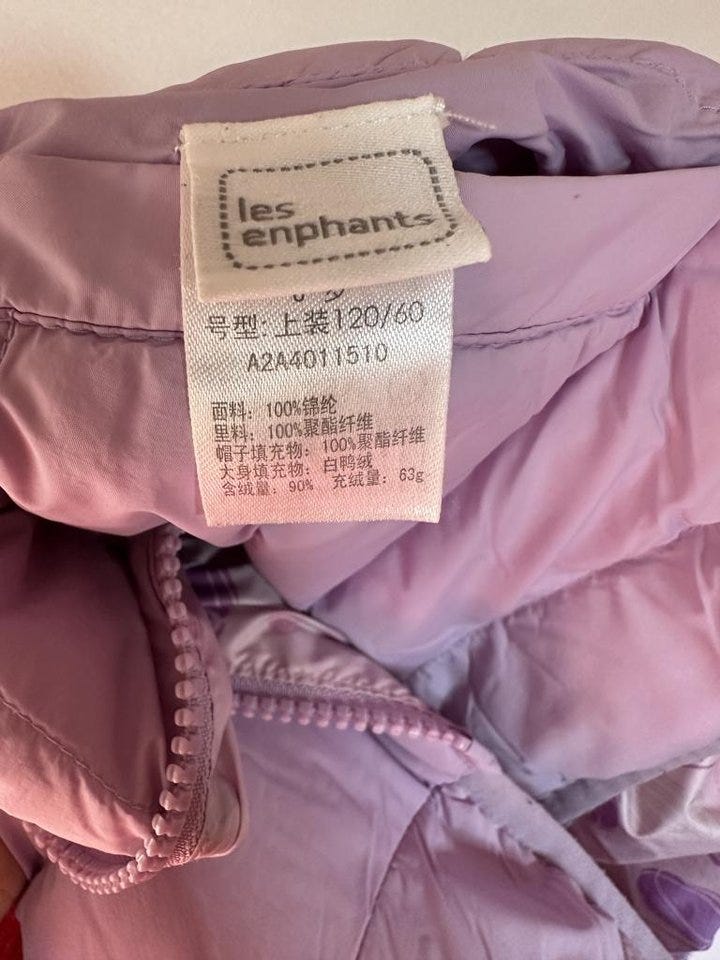 les
enphants
号型: 上装120/60
A2A4011510
面料: 100%锦纶
里料: 100%聚酯纤维
帽子填充物: 100%聚酯纤维
大身填充物: 白鸭绒
含绒量: 90% 充绒量: 63g